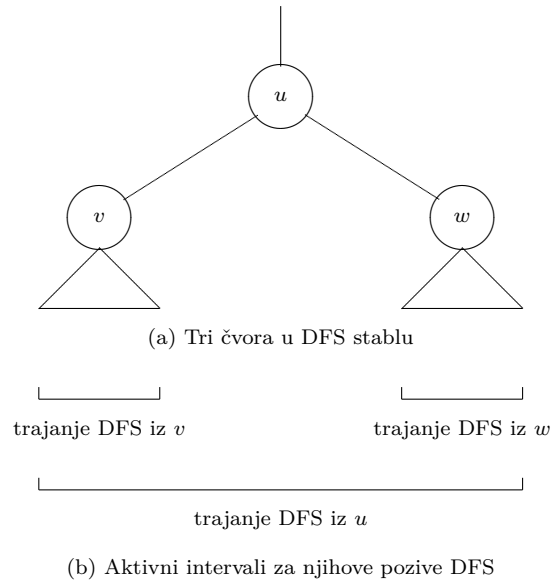 u
v w
(a) Tri čvora u DFS stablu
trajanje DFS iz v trajanje DFS iz w
trajanje DFS iz u
(b) Aktivni intervali za njihove pozive DFS